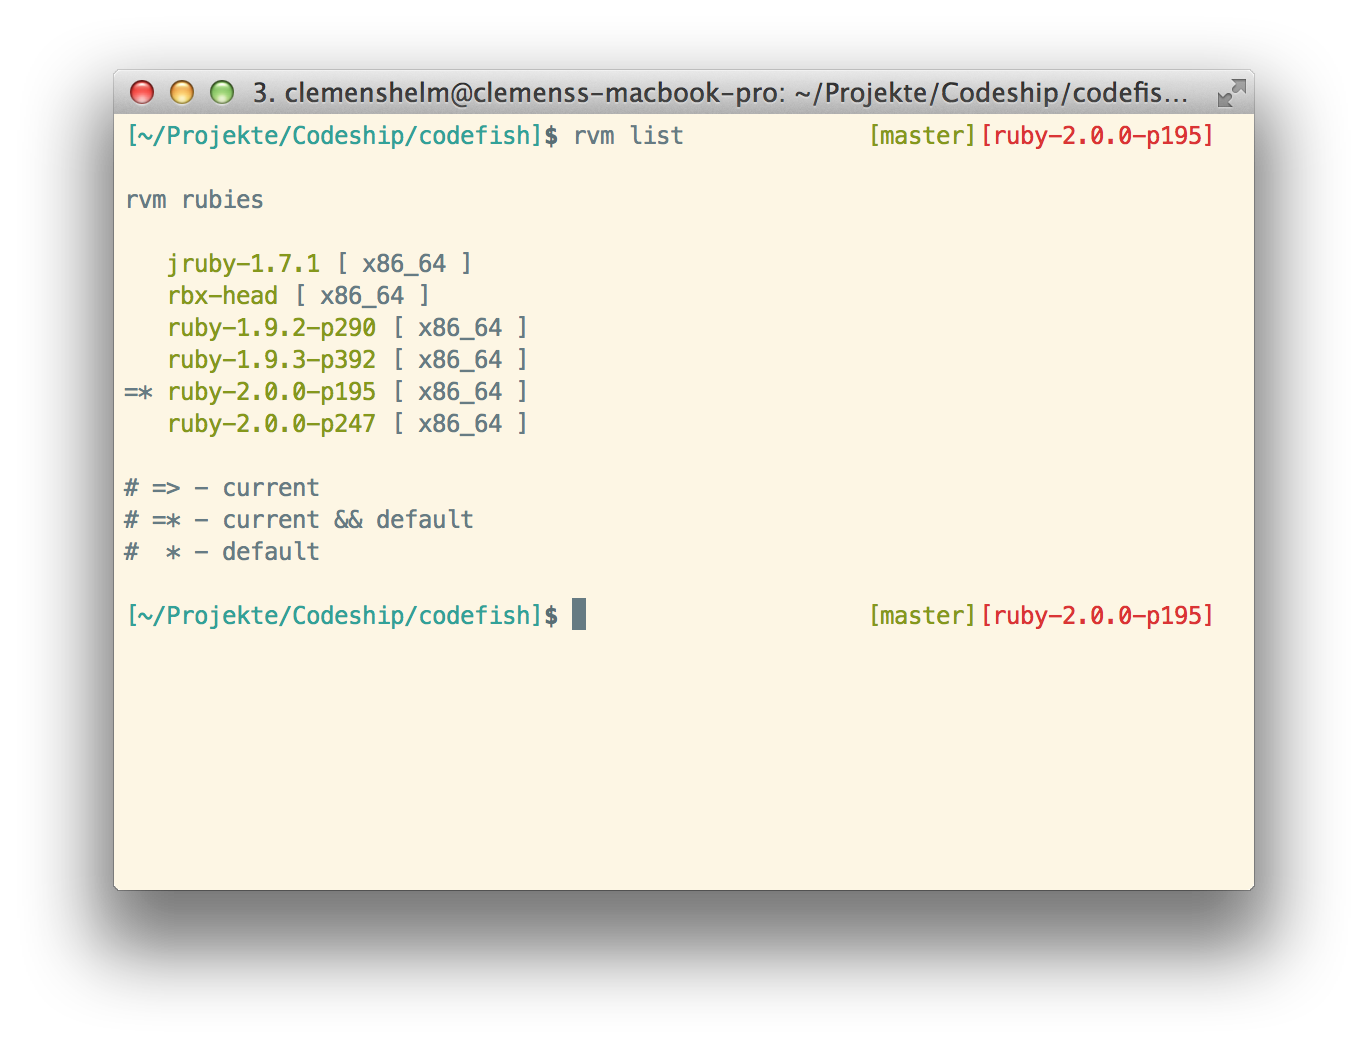 3. clemenshelm@clemenss-macbook-pro: ~/Projekte/Codeship/codefis...
[~/Projekte/Codeship/codefish]$ rvm list [master][ruby-2.0.0-p195]
rvm rubies
jruby-1.7.1 [ x86_64 ]
rbx-head [ x86_64 ]
ruby-1.9.2-p290 [ x86_64 ]
ruby-1.9.3-p392 [ x86_64 ]
=* ruby-2.0.0-p195 [ x86_64 ]
ruby-2.0.0-p247 [ x86_64 ]
# => - current
# =* - current && default
#  * - default
[~/Projekte/Codeship/codefish]$ [master][ruby-2.0.0-p195]